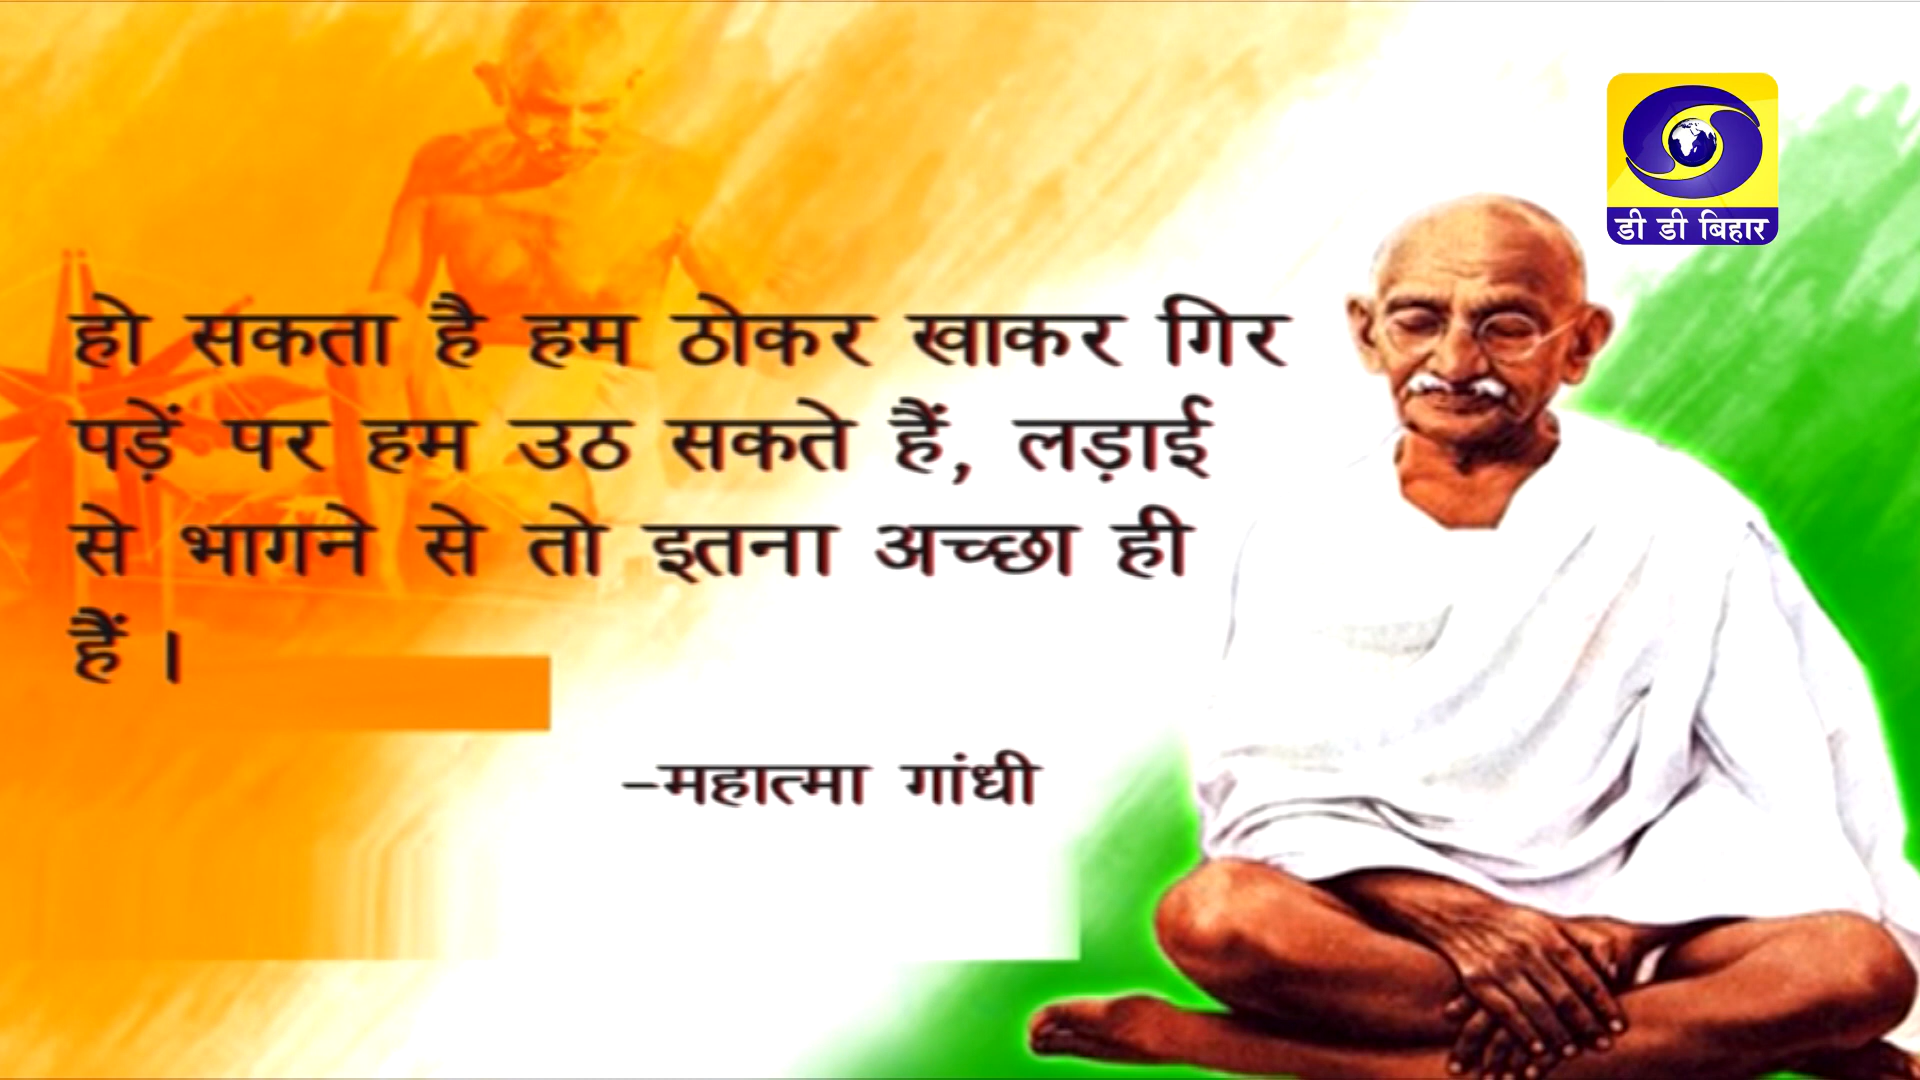 डी डी बिहार
हो सकता है हम ठोकर खाकर गिर
पड़ें पर हम उठ सकते हैं, लड़ाई
से भागने से तो इतना अच्छा ही
हैं ।
–महात्मा गांधी